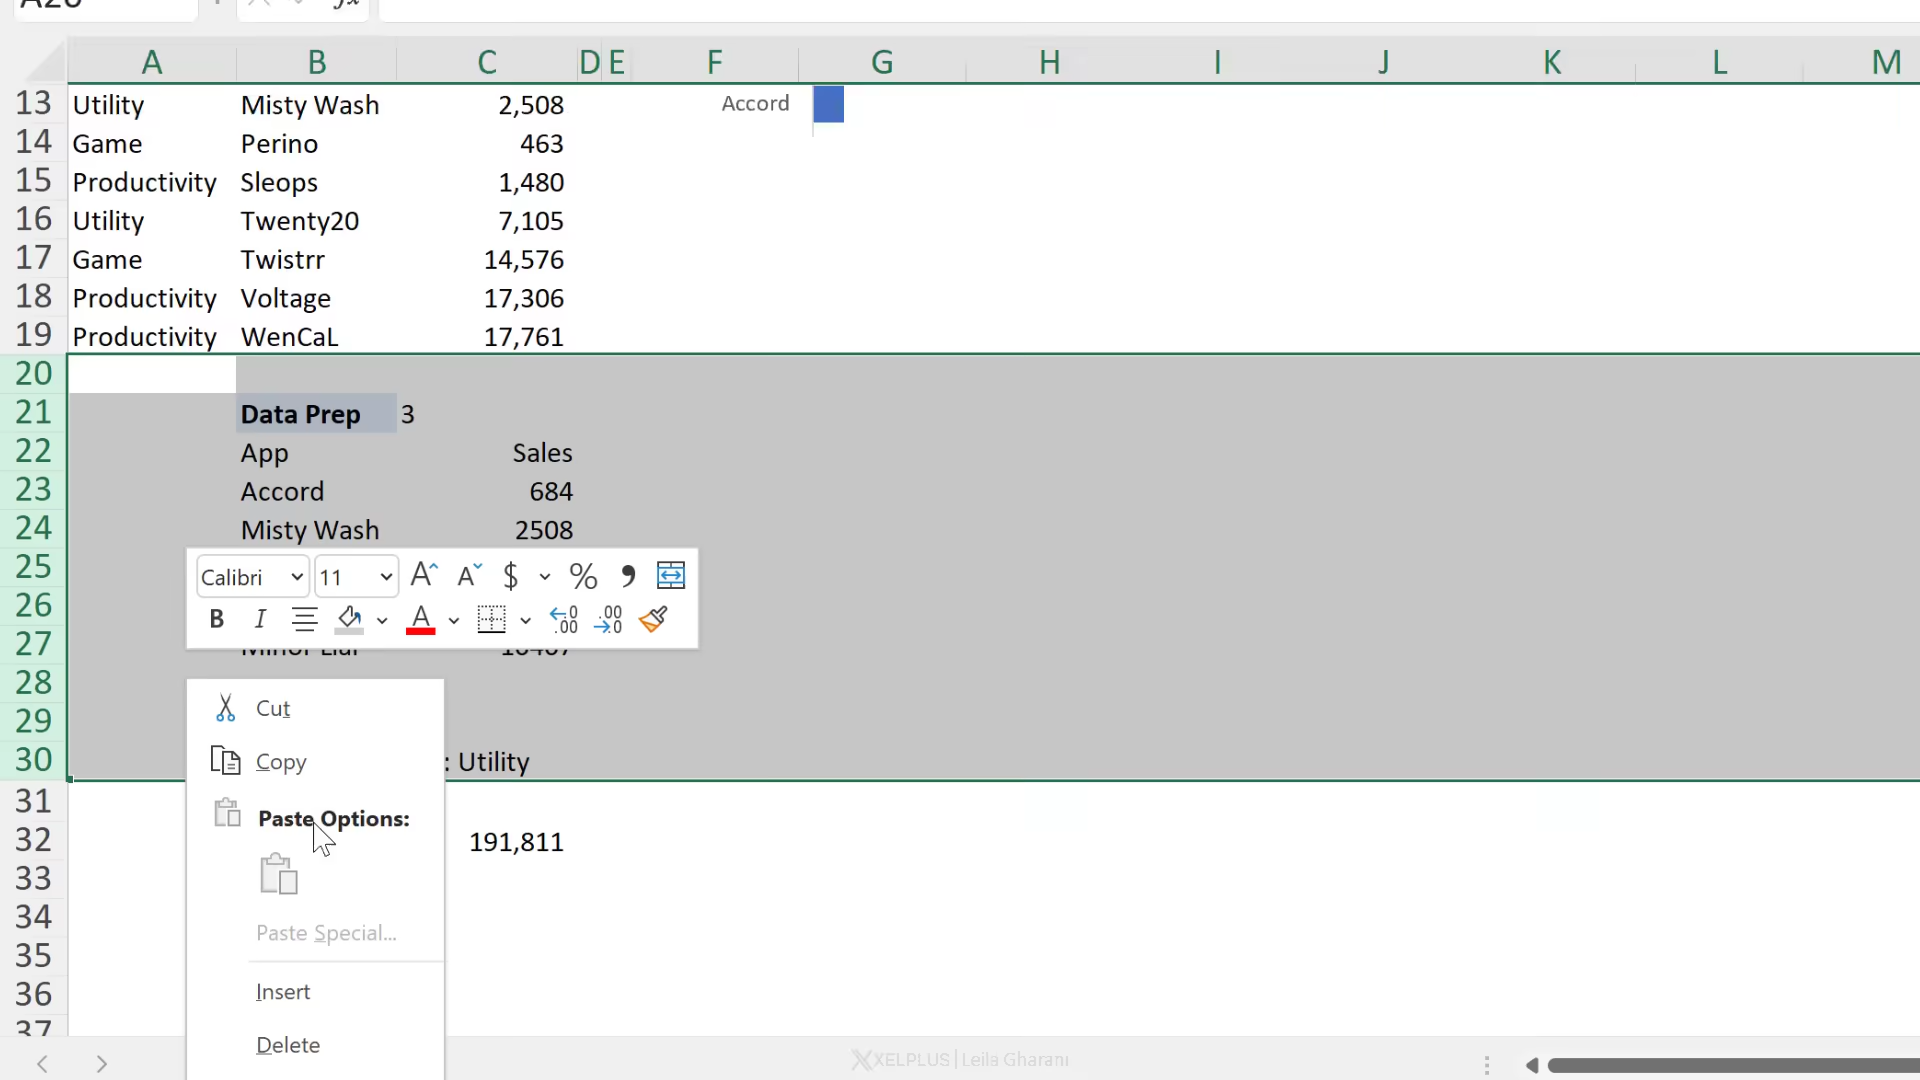 A B C D E F G H I J K L M
13 Utility Misty Wash 2,508 Accord
14 Game Perino 463
15 Productivity Sleops 1,480
16 Utility Twenty20 7,105
17 Game Twistrr 14,576
18 Productivity Voltage 17,306
19 Productivity WenCaL 17,761
20
21 Data Prep 3
22 App Sales
23 Accord 684
24 Misty Wash 2508
25 Calibri 11 A A $ % ,
26 B I A .00 .00
27
28
29 Cut
30 : Utility
Copy
31
Paste Options:
32 191,811
33
34
Paste Special...
35
36 Insert
37
Delete
XELPLUS | Leila Gharani